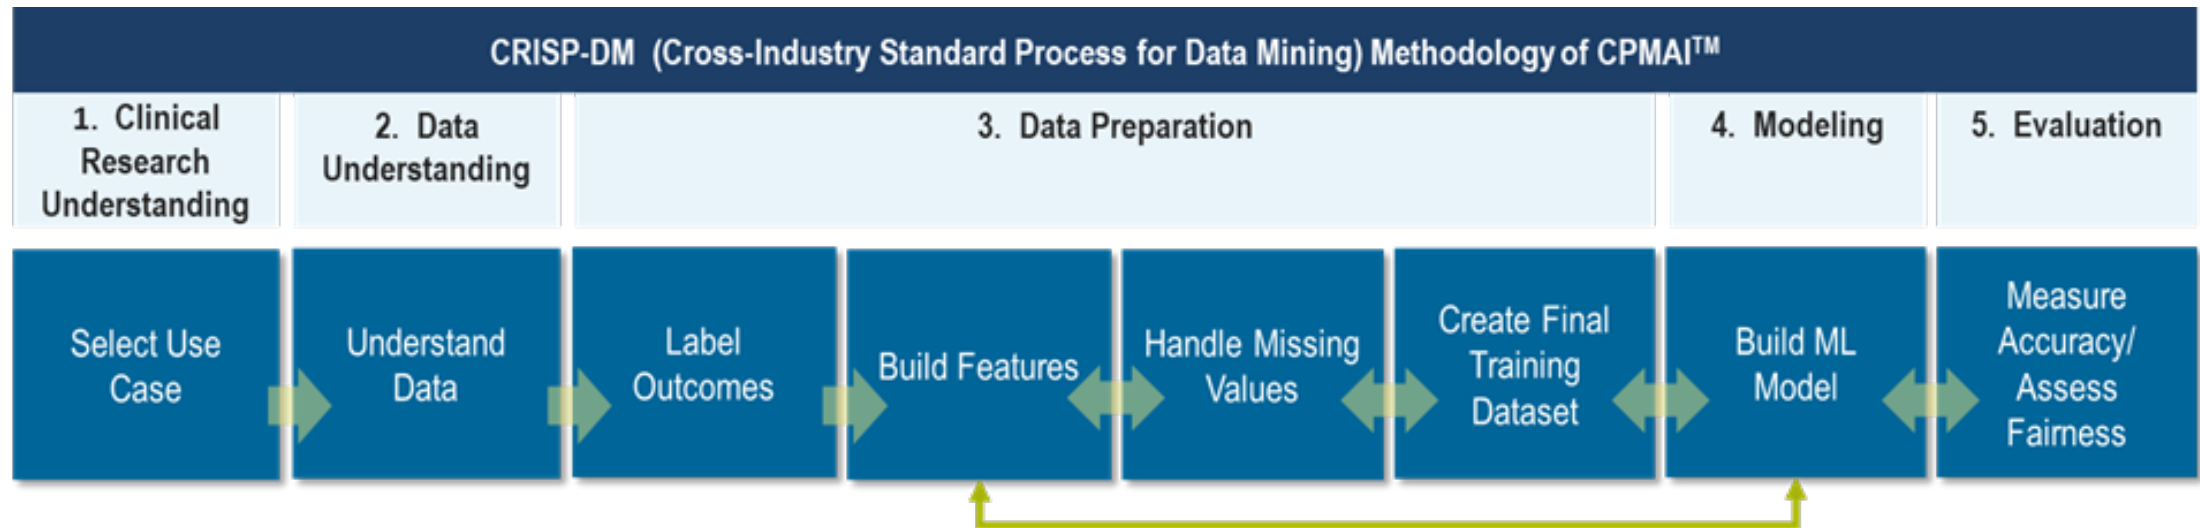 CRISP-DM (Cross-Industry Standard Process for Data Mining) Methodology of CPMAI™
1. Clinical
Research
Understanding
2. Data
Understanding
3. Data Preparation
4. Modeling
5. Evaluation
Select Use
Case
Understand
Data
Label
Outcomes
Build Features
Handle Missing
Values
Create Final
Training
Dataset
Build ML
Model
Measure
Accuracy/
Assess
Fairness